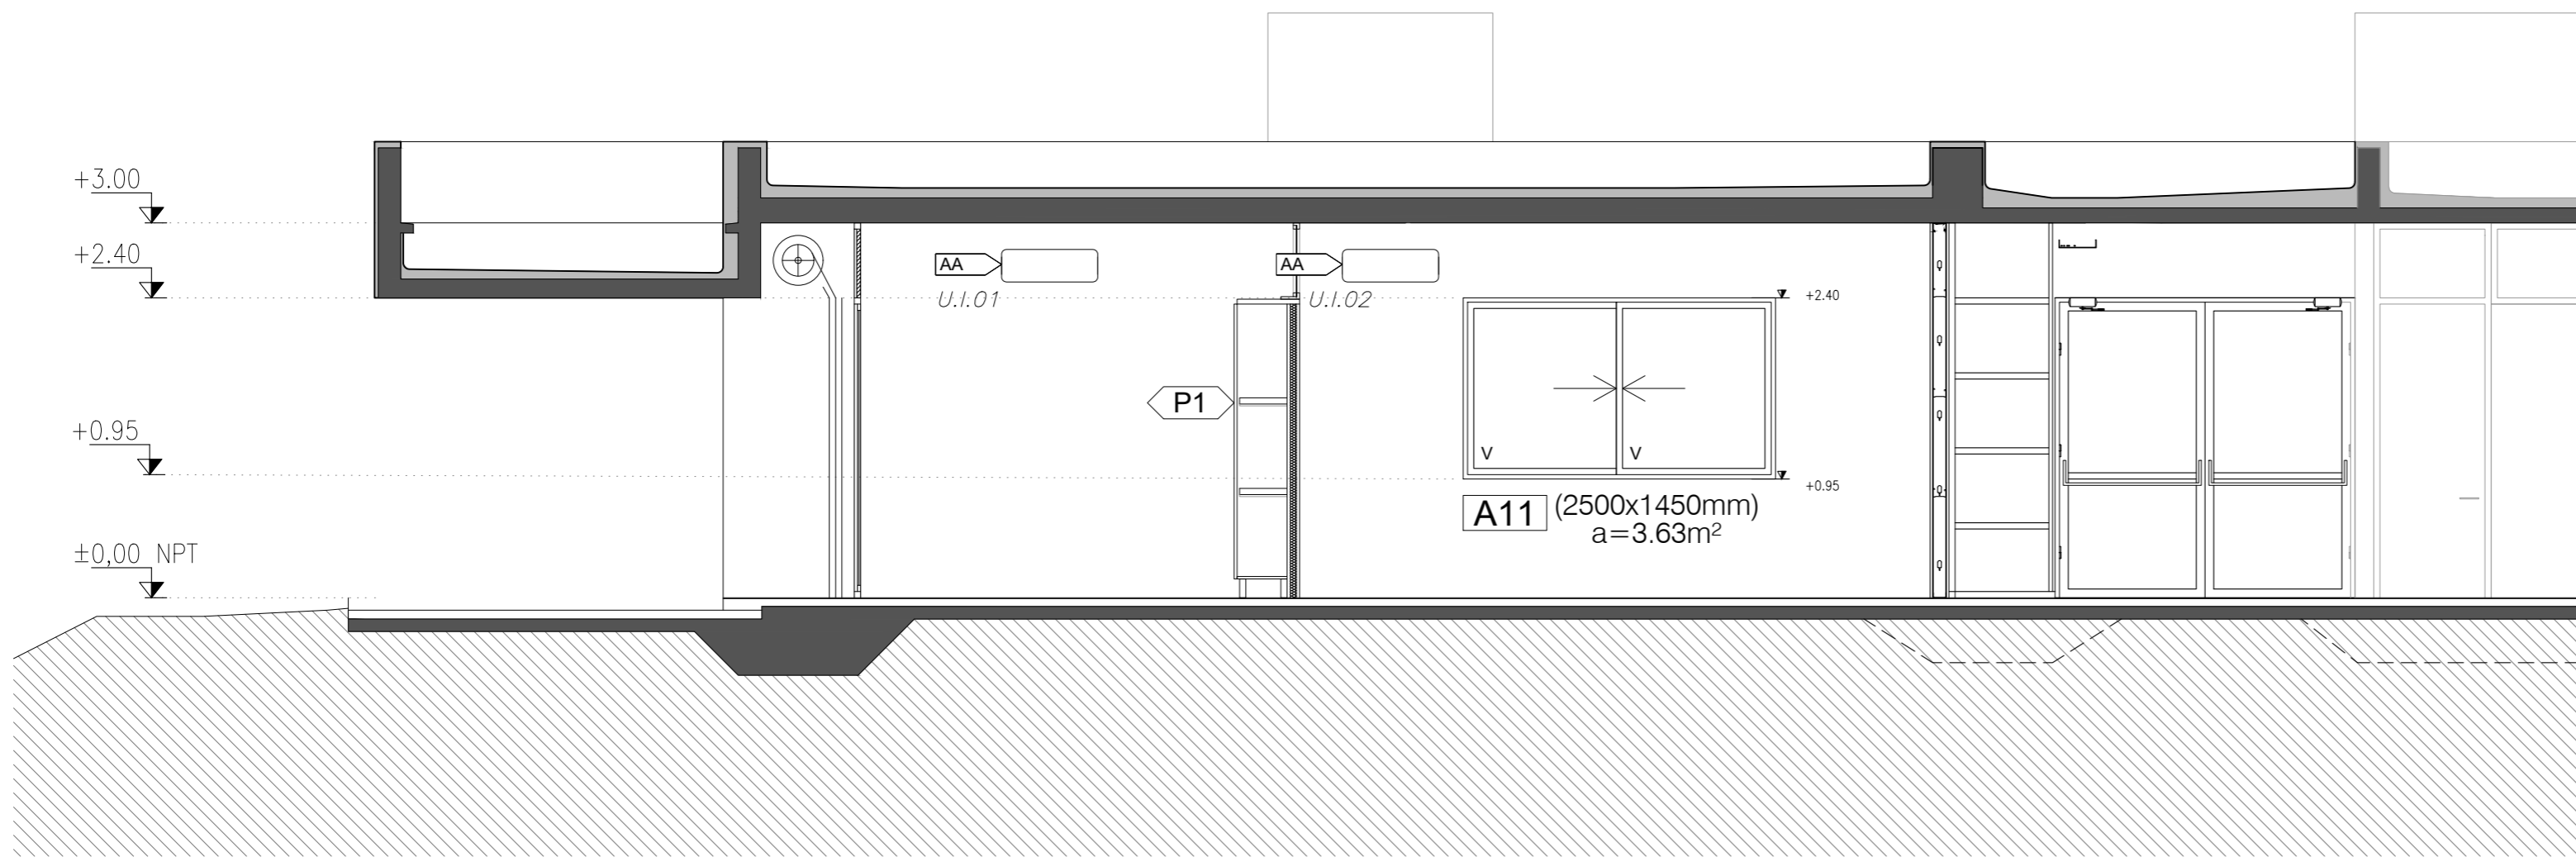 +3.00
+2.40
+0.95
±0,00 NPT
AA
U.I.01
AA
U.I.02
P1
V
V
+2.40
+0.95
A11 (2500x1450mm)
a=3.63m²